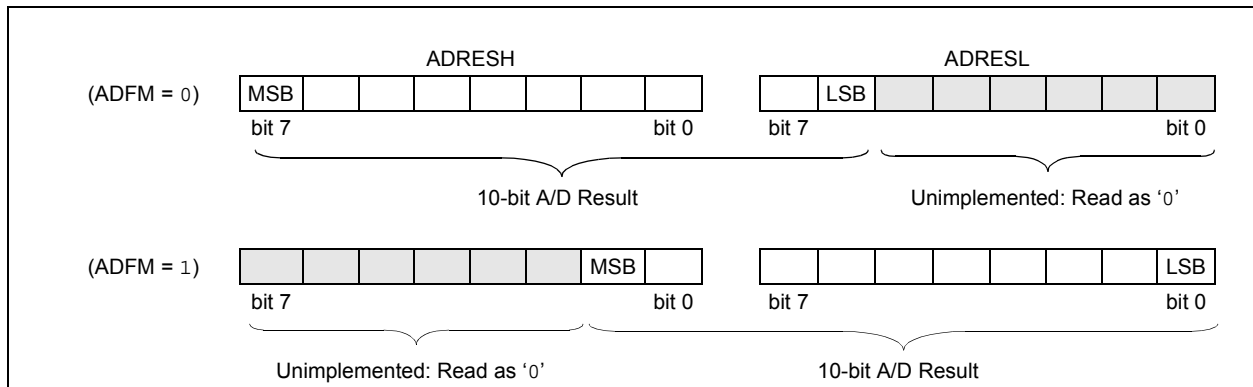 ADRESH ADRESL
(ADFM = 0) MSB LSB
bit 7 bit 0 bit 7 bit 0
10-bit A/D Result Unimplemented: Read as ‘0’
(ADFM = 1) MSB LSB
bit 7 bit 0 bit 7 bit 0
Unimplemented: Read as ‘0’ 10-bit A/D Result